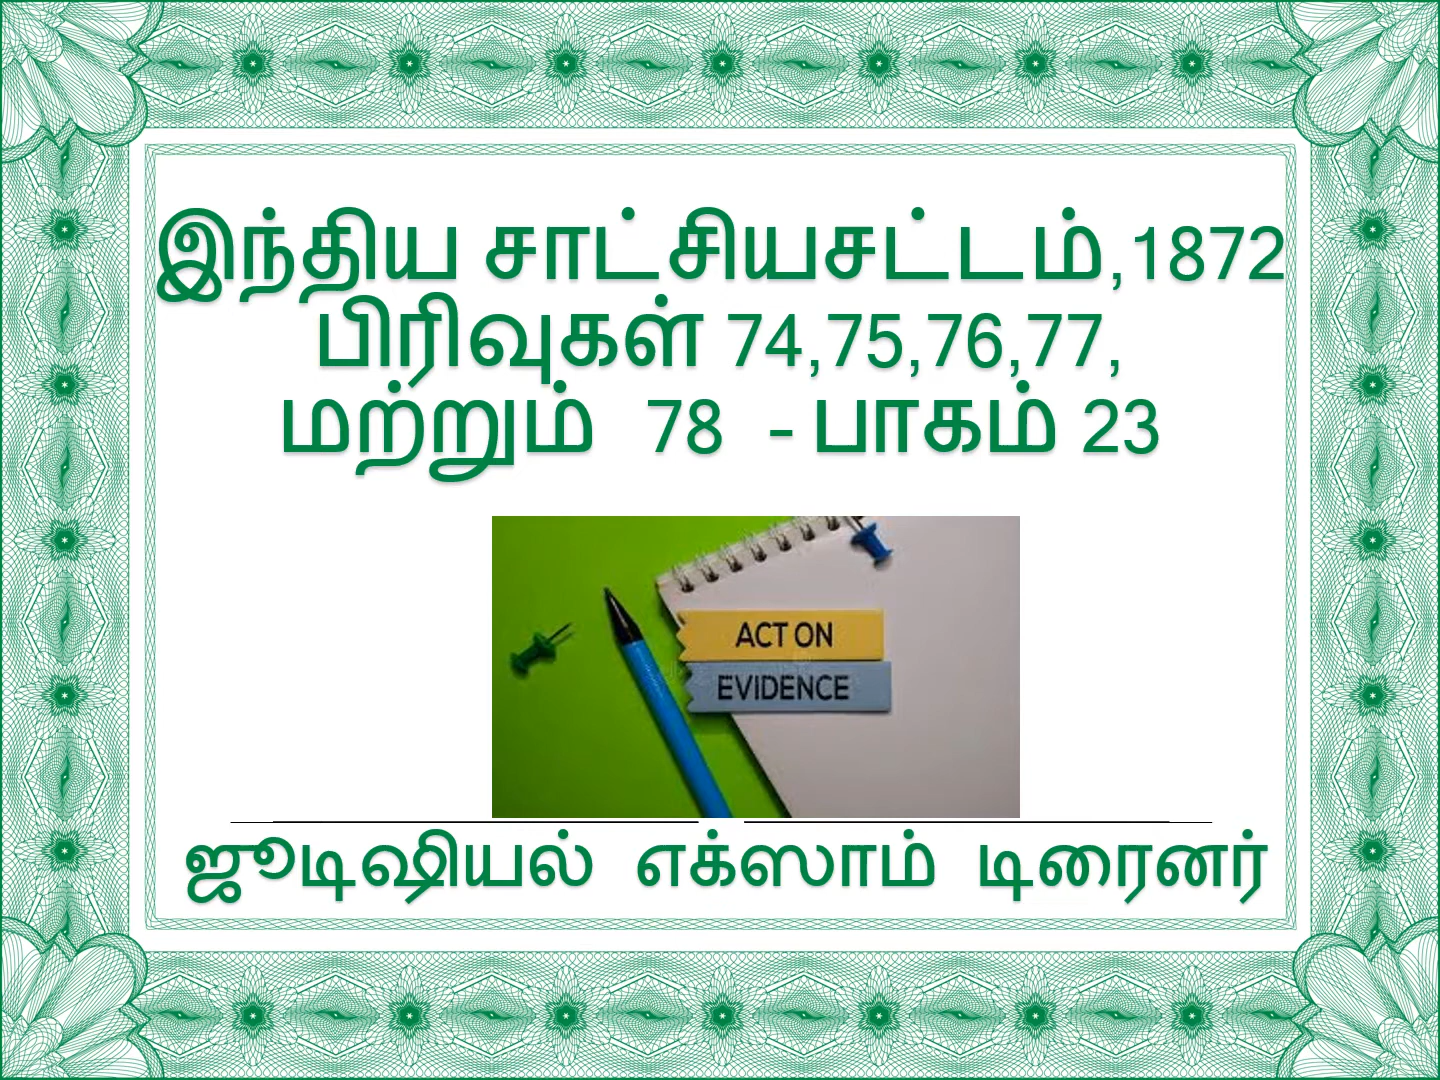 இந்திய சாட்சியசட்டம்,1872
பிரிவுகள் 74,75,76,77,
மற்றும் 78 - பாகம் 23
ACT ON
EVIDENCE
ஜூடிஷியல் எக்ஸாம் டிரைனர்